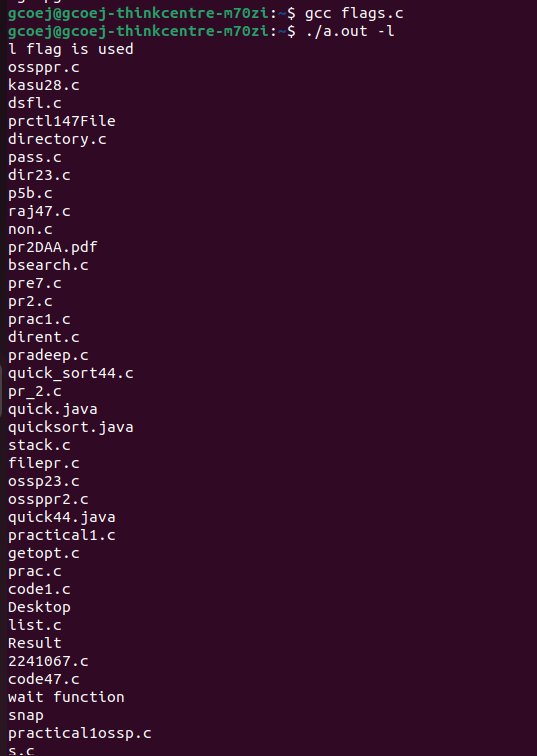 gcoej@gcoej-thinkcentre-m70zi:~$ gcc flags.c
gcoej@gcoej-thinkcentre-m70zi:~$ ./a.out -l
l flag is used
osppr.c
kasu28.c
dsfl.c
prctl147File
directory.c
pass.c
dir23.c
p5b.c
raj47.c
non.c
pr2DAA.pdf
bsearch.c
pre7.c
pr2.c
prac1.c
dirent.c
pradeep.c
quick_sort44.c
pr_2.c
quick.java
quicksort.java
stack.c
filepr.c
ossp23.c
osppr2.c
quick44.java
practical1.c
getopt.c
prac.c
code1.c
Desktop
list.c
Result
2241067.c
code47.c
wait function
snap
practical1ossp.c
s.c